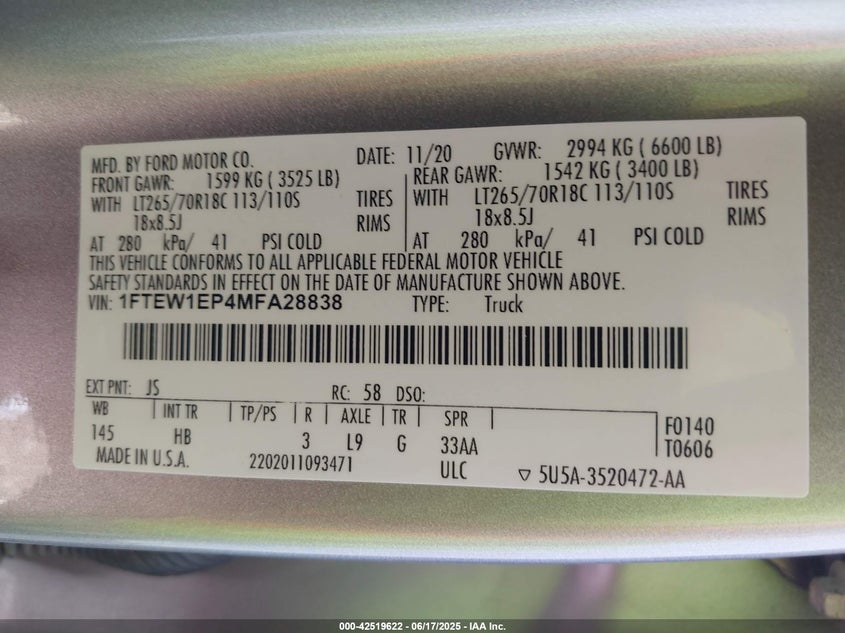 MFD. BY FORD MOTOR CO. DATE: 11/20 GVWR: 2994 KG ( 6600 LB)
FRONT GAWR: 1599 KG ( 3525 LB) REAR GAWR: 1542 KG ( 3400 LB)
WITH LT265/70R18C 113/110S TIRES WITH LT265/70R18C 113/110S TIRES
18x8.5J RIMS 18x8.5J RIMS
AT 280 kPa/ 41 PSI COLD AT 280 kPa/ 41 PSI COLD
THIS VEHICLE CONFORMS TO ALL APPLICABLE FEDERAL MOTOR VEHICLE
SAFETY STANDARDS IN EFFECT ON THE DATE OF MANUFACTURE SHOWN ABOVE.
VIN: 1FTEW1EP4MFA28838 TYPE: Truck
EXT PNT: JS RC: 58 DSO:
WB INT TR TP/PS R AXLE TR SPR F0140
145 HB 3 L9 G 33AA T0606
MADE IN U.S.A. 2202011093471 ULC ▽ 5U5A-3520472-AA
000-42519622 - 06/17/2025 - IAA Inc.